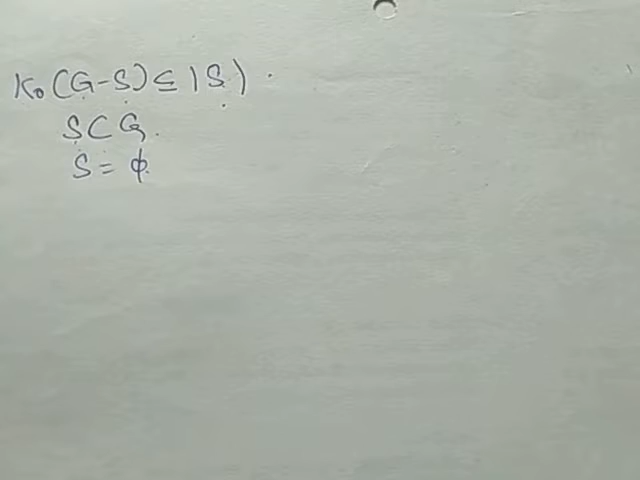 K₀(G-S) ≤ |S|.
S ⊂ G.
S = ϕ.